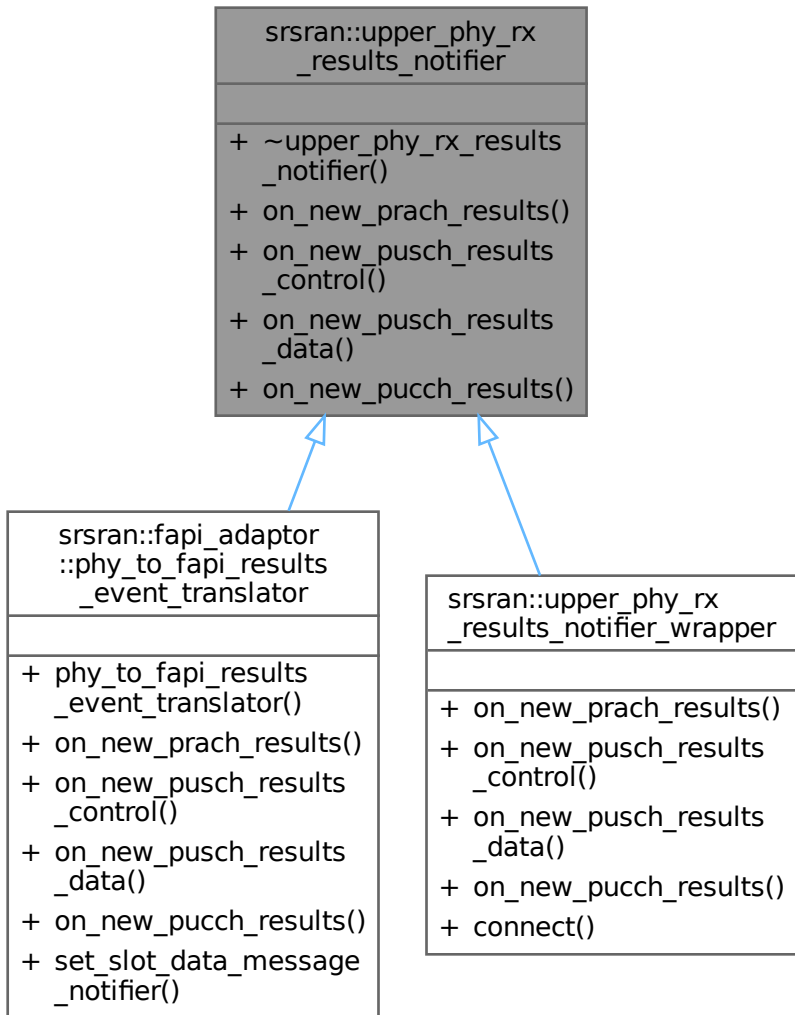 srsran::upper_phy_rx
_results_notifier
+ ~upper_phy_rx_results
_notifier()
+ on_new_prach_results()
+ on_new_pusch_results
_control()
+ on_new_pusch_results
_data()
+ on_new_pucch_results()
srsran::fapi_adaptor
::phy_to_fapi_results
_event_translator
+ phy_to_fapi_results
_event_translator()
+ on_new_prach_results()
+ on_new_pusch_results
_control()
+ on_new_pusch_results
_data()
+ on_new_pucch_results()
+ set_slot_data_message
_notifier()
srsran::upper_phy_rx
_results_notifier_wrapper
+ on_new_prach_results()
+ on_new_pusch_results
_control()
+ on_new_pusch_results
_data()
+ on_new_pucch_results()
+ connect()